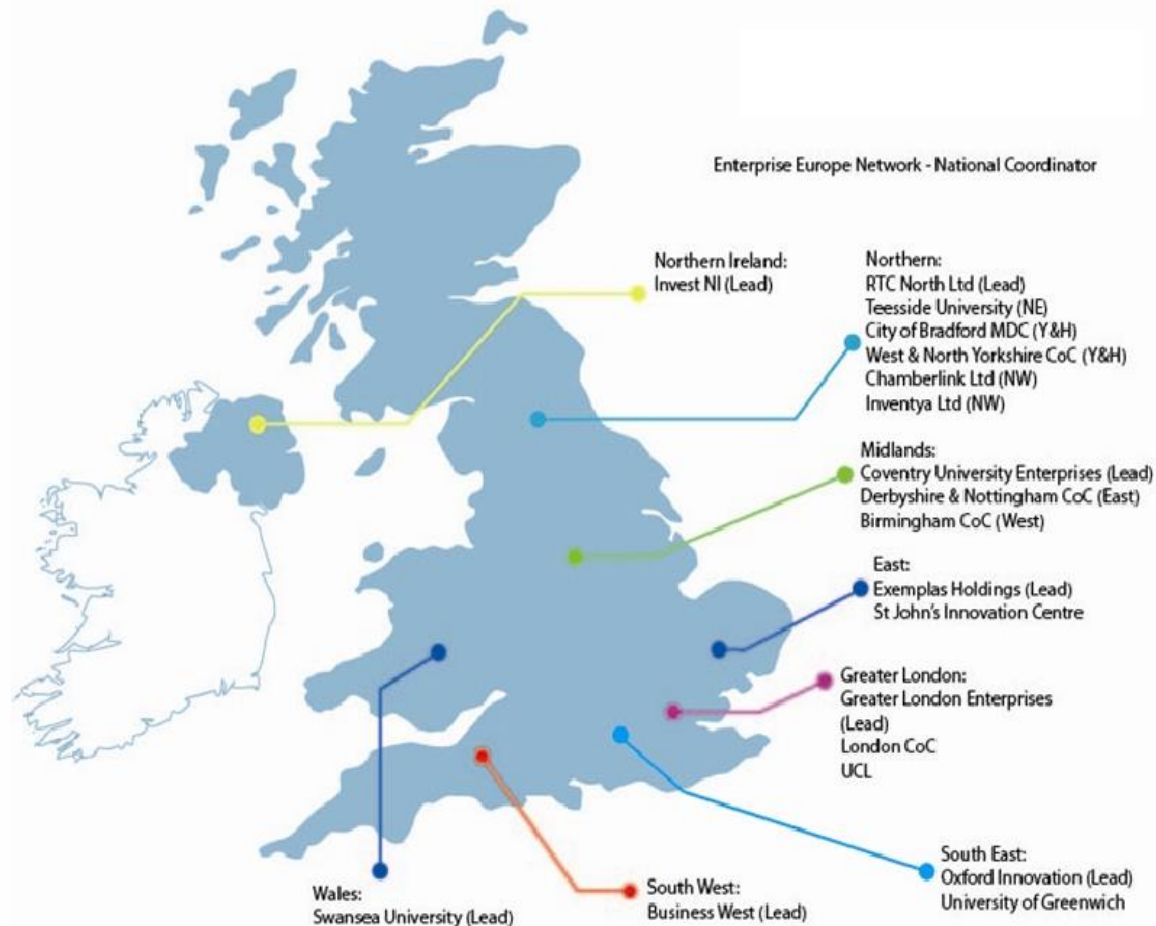 Enterprise Europe Network - National Coordinator
Northern Ireland:
Invest NI (Lead)
Northern:
RTC North Ltd (Lead)
Teesside University (NE)
City of Bradford MDC (Y&H)
West & North Yorkshire CoC (Y&H)
Chamberlink Ltd (NW)
Inventya Ltd (NW)
Midlands:
Coventry University Enterprises (Lead)
Derbyshire & Nottingham CoC (East)
Birmingham CoC (West)
East:
Exemplas Holdings (Lead)
St John's Innovation Centre
Greater London:
Greater London Enterprises
(Lead)
London CoC
UCL
South East:
Oxford Innovation (Lead)
University of Greenwich
South West:
Business West (Lead)
Wales:
Swansea University (Lead)